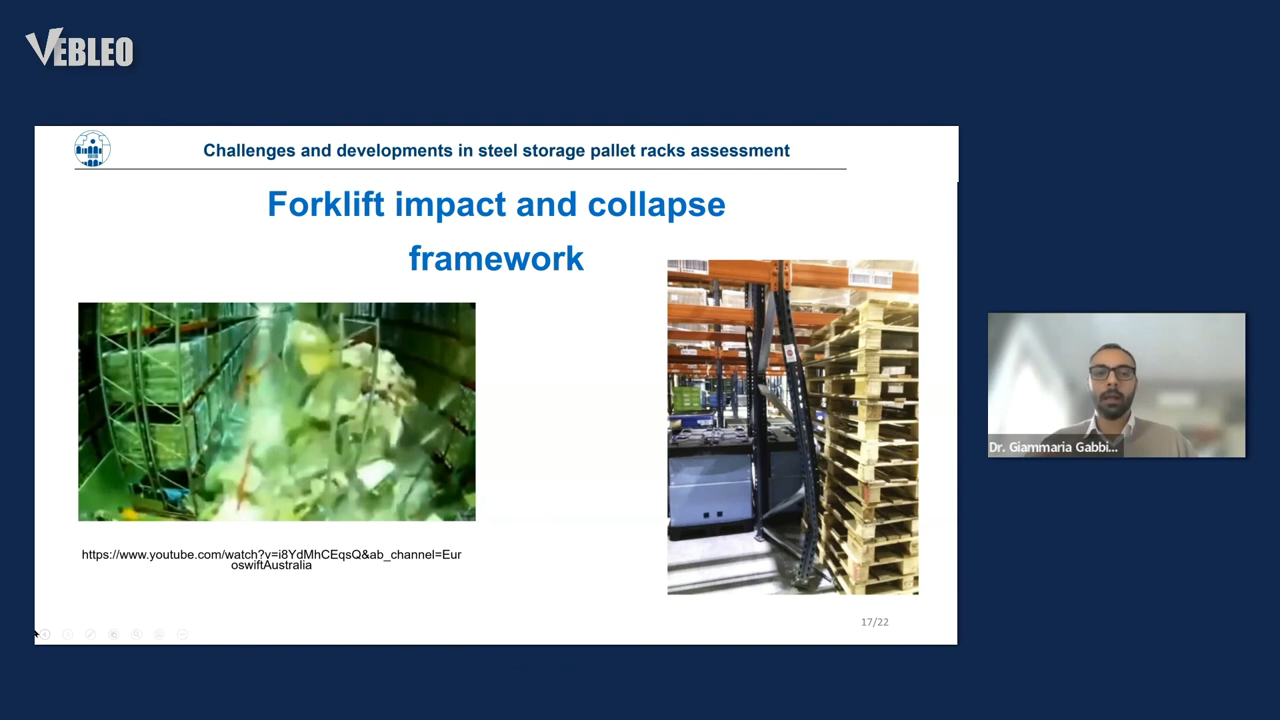 VEBLEO
Challenges and developments in steel storage pallet racks assessment
Forklift impact and collapse
framework
https://www.youtube.com/watch?v=i8YdMhCEqsQ&ab_channel=Eur
oswiftAustralia
17/22
Dr. Giammaria Gabbi...